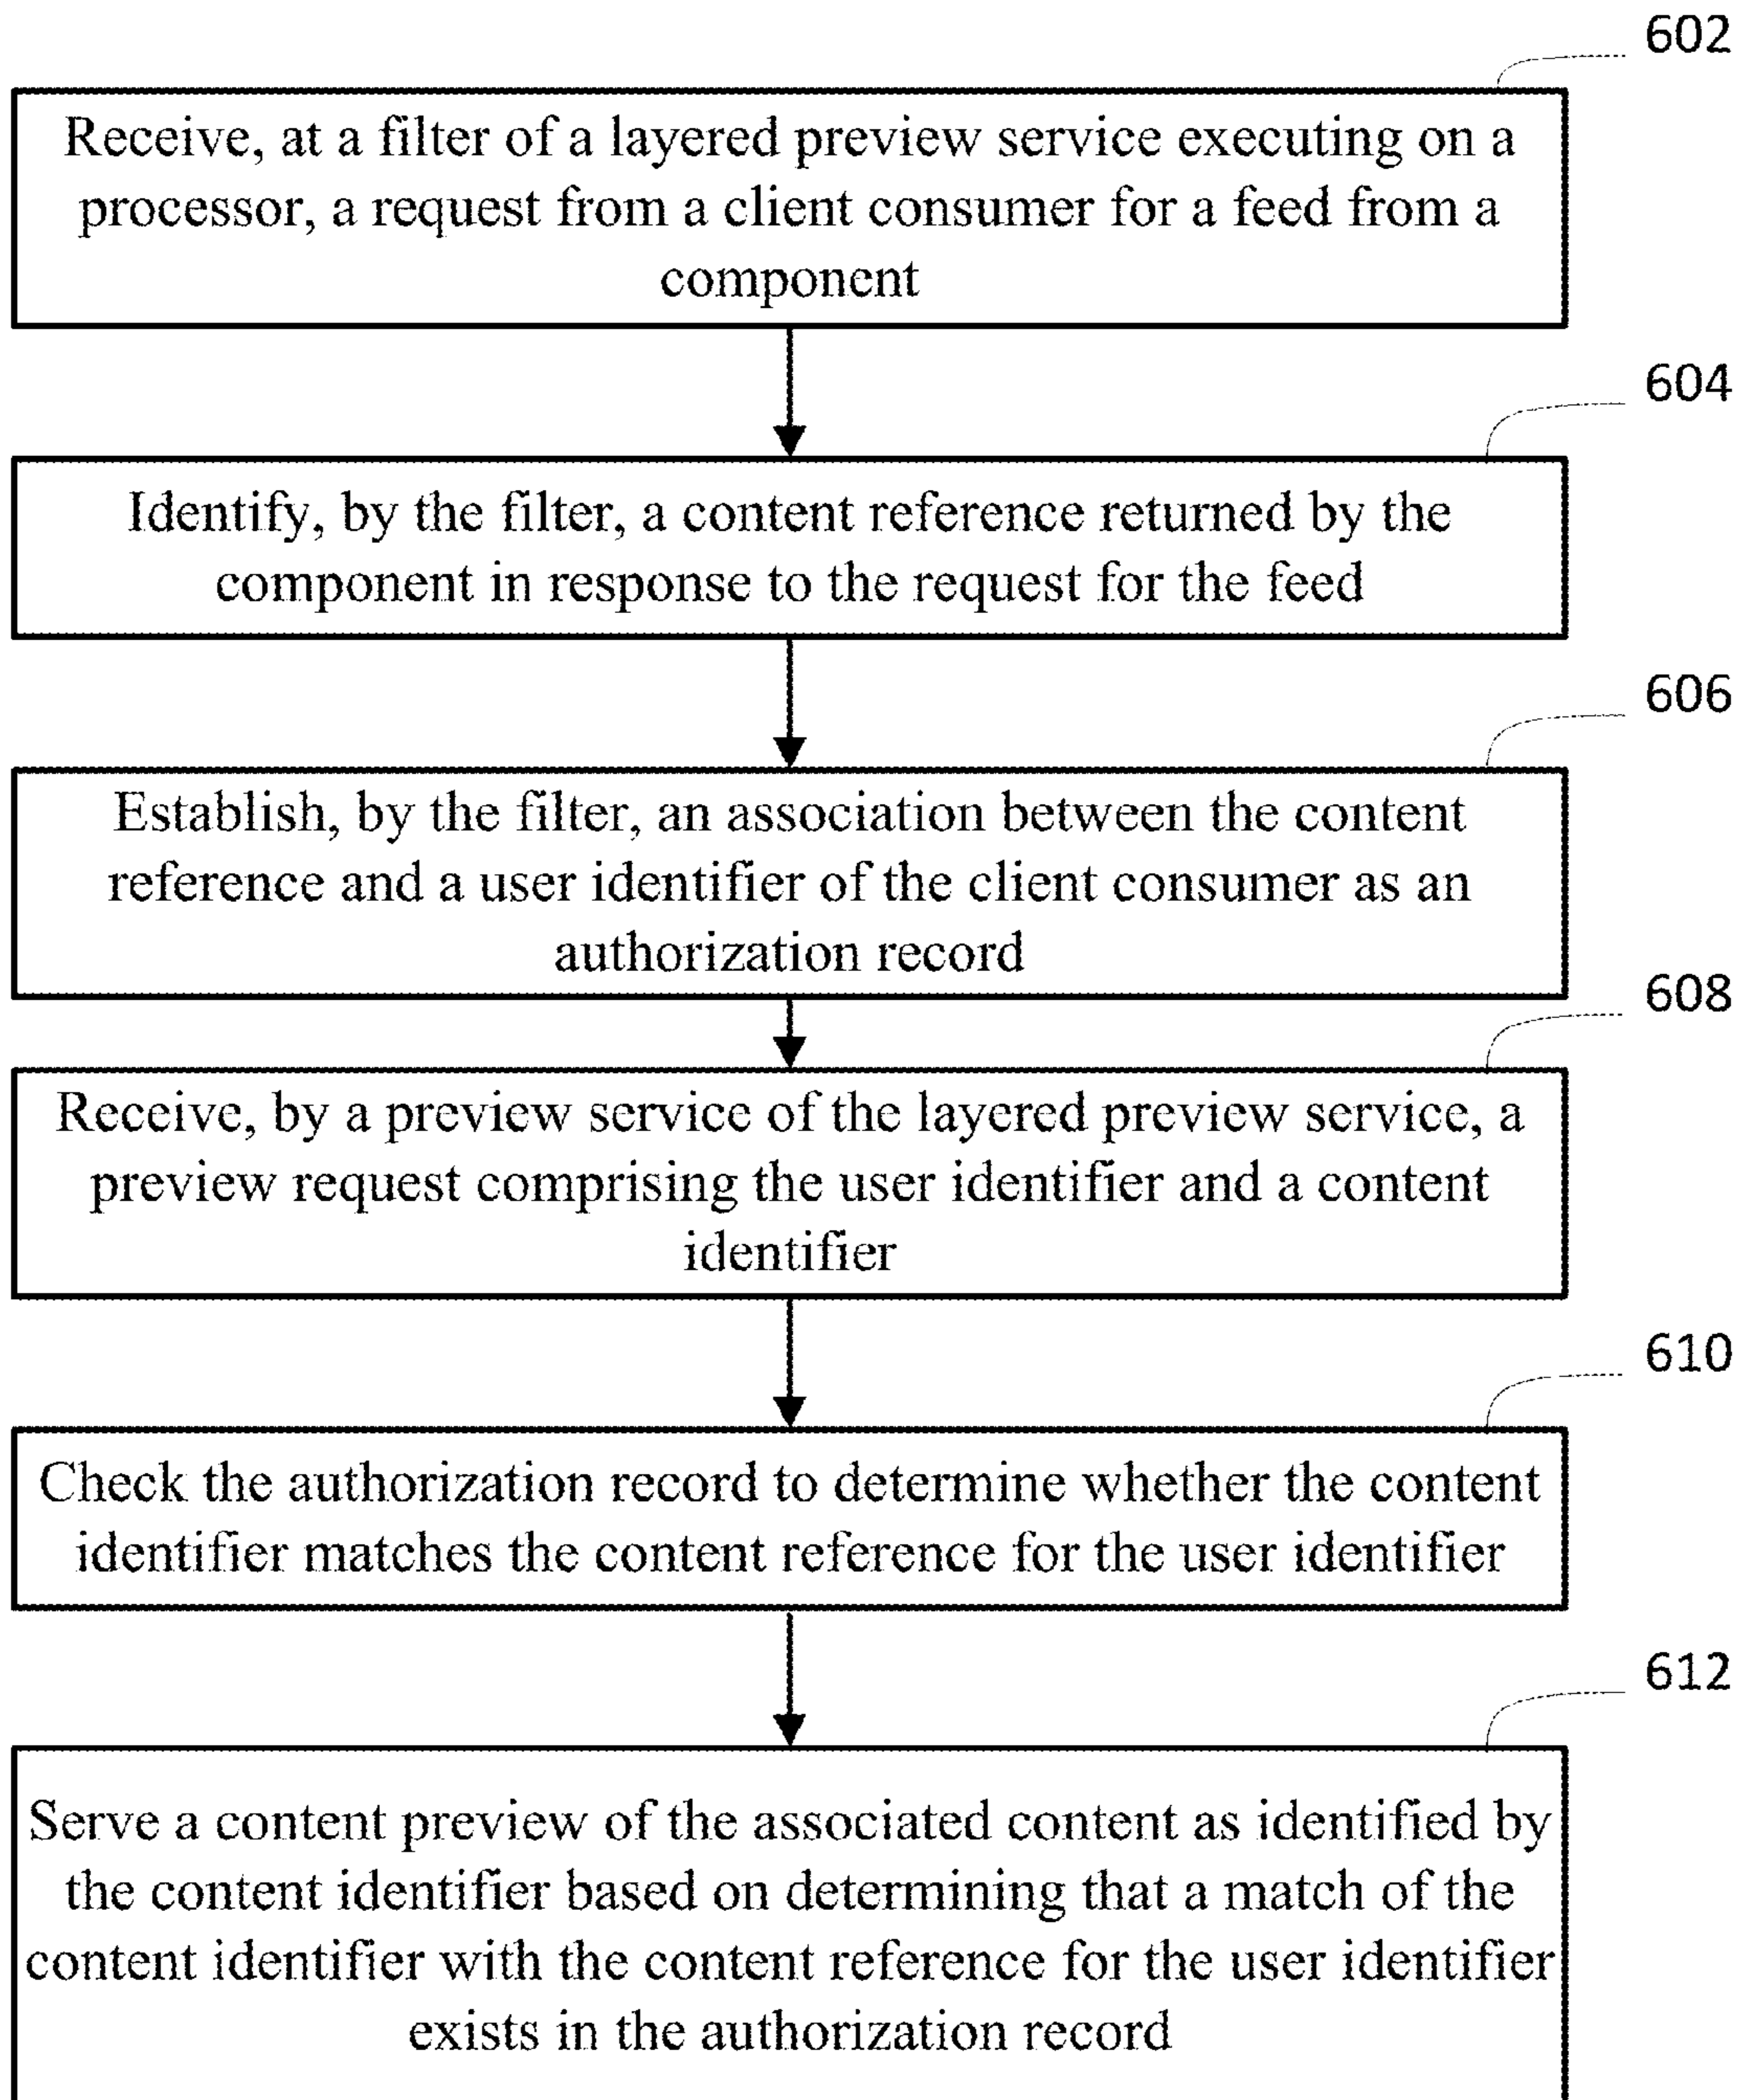 602
Receive, at a filter of a layered preview service executing on a
processor, a request from a client consumer for a feed from a
component
604
Identify, by the filter, a content reference returned by the
component in response to the request for the feed
606
Establish, by the filter, an association between the content
reference and a user identifier of the client consumer as an
authorization record
608
Receive, by a preview service of the layered preview service, a
preview request comprising the user identifier and a content
identifier
610
Check the authorization record to determine whether the content
identifier matches the content reference for the user identifier
612
Serve a content preview of the associated content as identified by
the content identifier based on determining that a match of the
content identifier with the content reference for the user identifier
exists in the authorization record